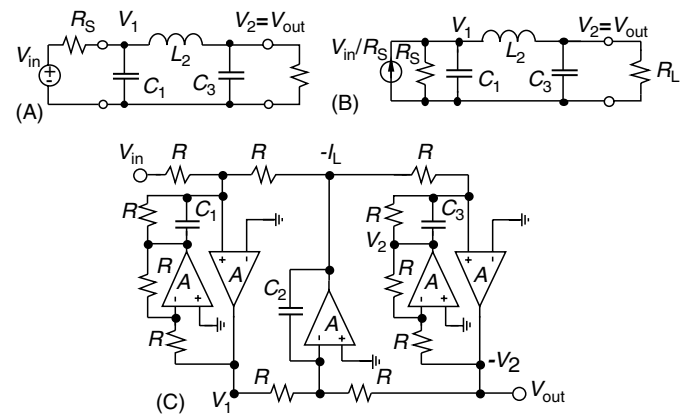 R_S V_1 V_2=V_out
V_in L_2
C_1 C_3
(A)
V_in/R_S R_S V_1 V_2=V_out
L_2
C_1 C_3 R_L
(B)
V_in R R -I_L R
R C_1 R C_3
V_2
R A + - A C_2 A R A + - A
- + - + - +
R R
V_1 R R -V_2 V_out
(C)